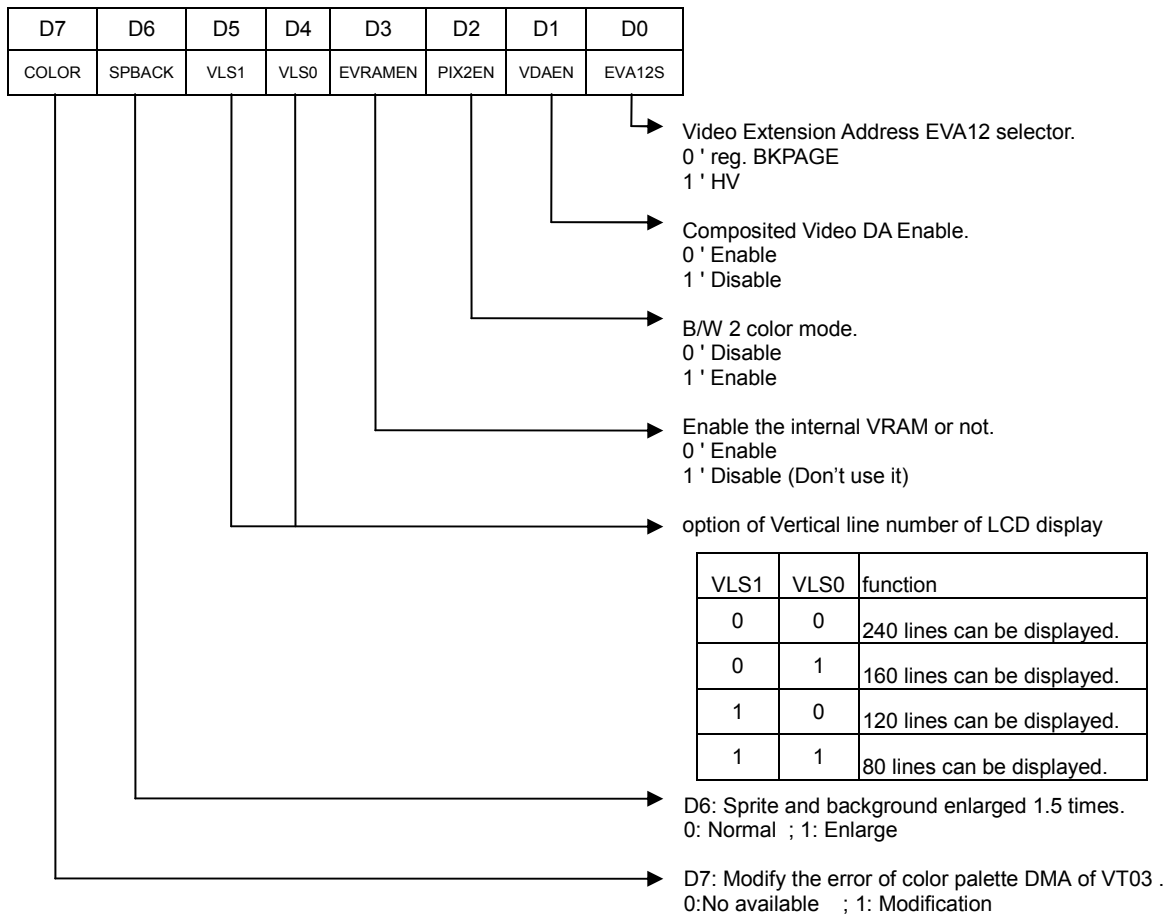 D7 D6 D5 D4 D3 D2 D1 D0
COLOR SPBACK VLS1 VLS0 EVRAMEN PIX2EN VDAEN EVA12S
Video Extension Address EVA12 selector.
0 ' reg. BKPAGE
1 ' HV
Composited Video DA Enable.
0 ' Enable
1 ' Disable
B/W 2 color mode.
0 ' Disable
1 ' Enable
Enable the internal VRAM or not.
0 ' Enable
1 ' Disable (Don’t use it)
option of Vertical line number of LCD display
VLS1 VLS0 function
0 0 240 lines can be displayed.
0 1 160 lines can be displayed.
1 0 120 lines can be displayed.
1 1 80 lines can be displayed.
D6: Sprite and background enlarged 1.5 times.
0: Normal ; 1: Enlarge
D7: Modify the error of color palette DMA of VT03 .
0:No available ; 1: Modification